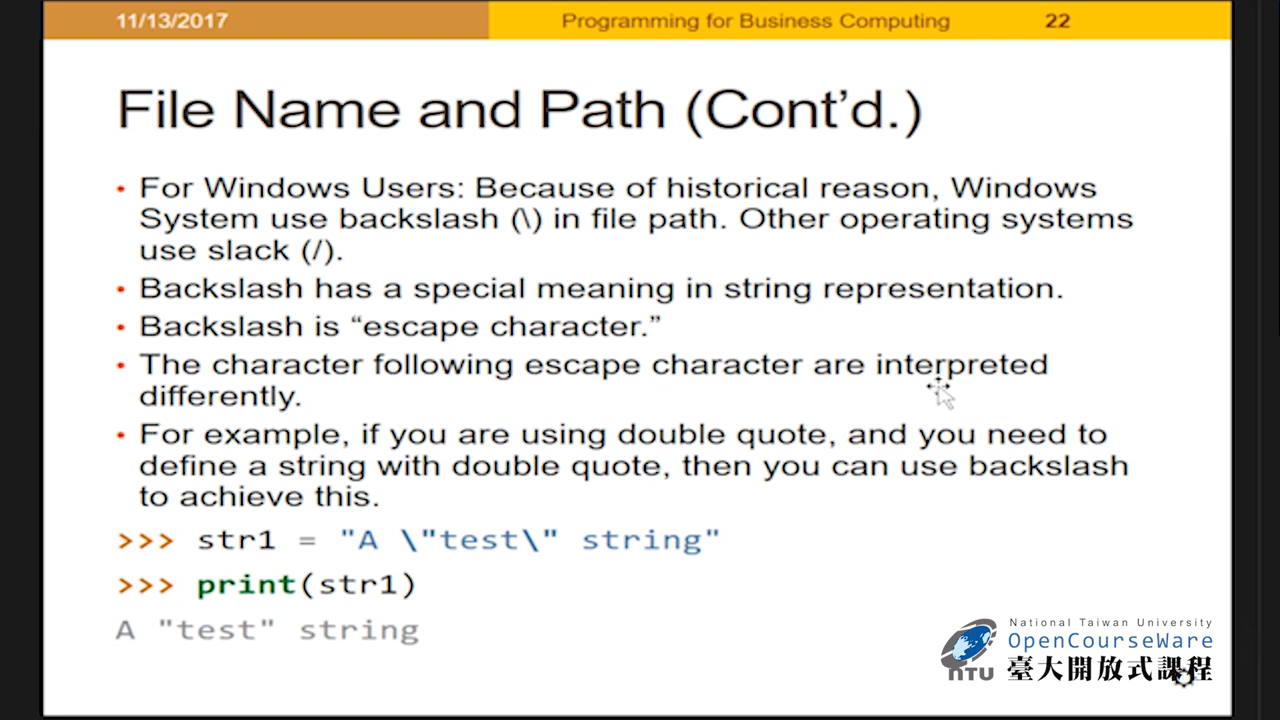 11/13/2017
Programming for Business Computing
22
File Name and Path (Cont’d.)
• For Windows Users: Because of historical reason, Windows
System use backslash (\) in file path. Other operating systems
use slack (/).
• Backslash has a special meaning in string representation.
• Backslash is “escape character.”
• The character following escape character are interpreted
differently.
• For example, if you are using double quote, and you need to
define a string with double quote, then you can use backslash
to achieve this.
>>> str1 = "A \"test\" string"
>>> print(str1)
A "test" string
National Taiwan University
OpenCourseWare
NTU
臺大開放式課程